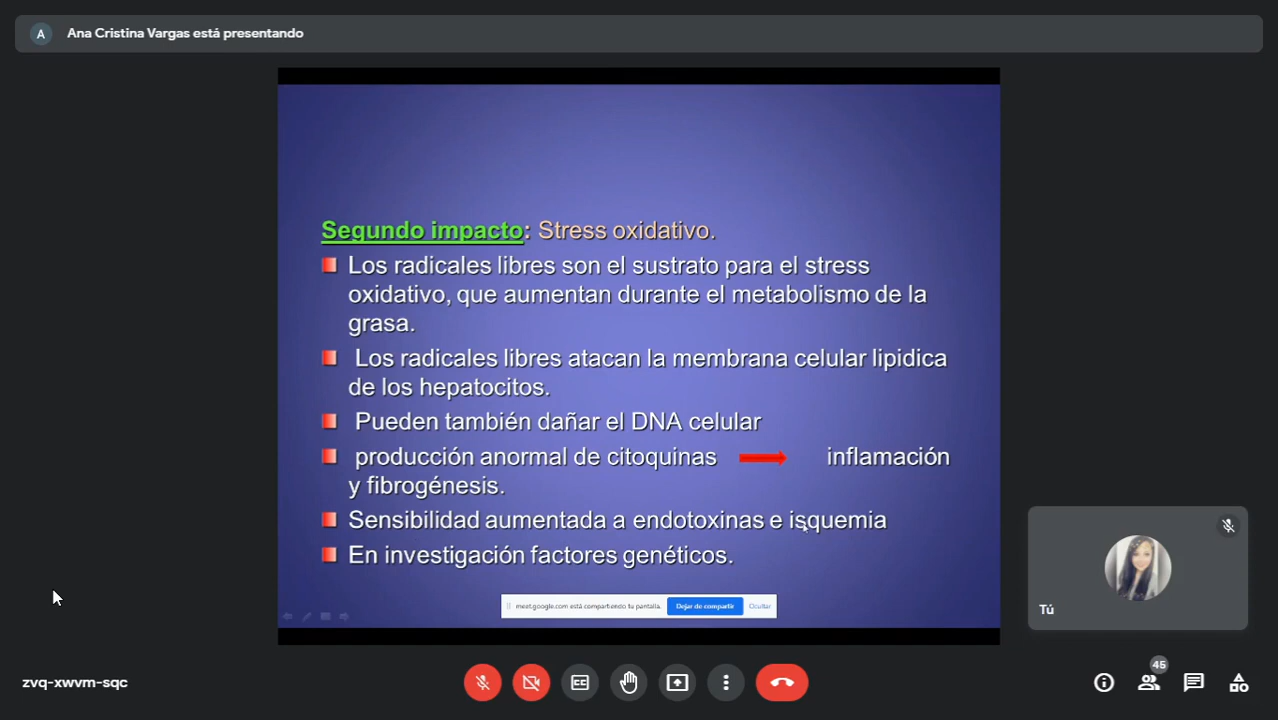 A
Ana Cristina Vargas está presentando
Segundo impacto: Stress oxidativo.
Los radicales libres son el sustrato para el stress
oxidativo, que aumentan durante el metabolismo de la
grasa.
Los radicales libres atacan la membrana celular lipidica
de los hepatocitos.
Pueden también dañar el DNA celular
producción anormal de citoquinas inflamación
y fibrogénesis.
Sensibilidad aumentada a endotoxinas e isquemia
En investigación factores genéticos.
meet.google.com está compartiendo tu pantalla. Dejar de compartir Ocultar
Tú
zvq-xwvm-sqc
CC
45